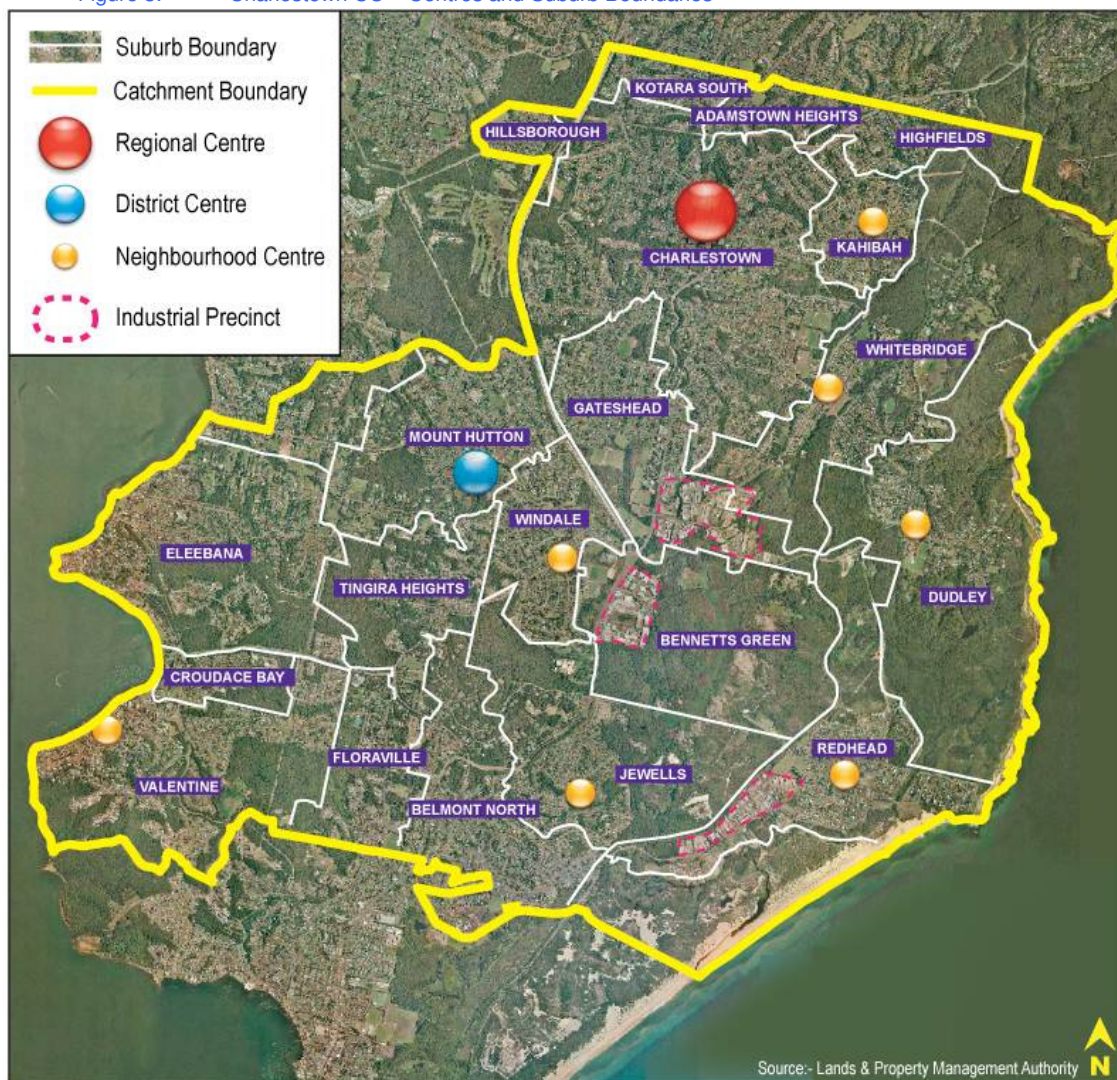 Suburb Boundary
Catchment Boundary
Regional Centre
District Centre
Neighbourhood Centre
Industrial Precinct
KOTARA SOUTH
ADAMSTOWN HEIGHTS
HILLSBOROUGH
HIGHFIELDS
CHARLESTOWN
KAHIBAH
WHITEBRIDGE
GATESHEAD
MOUNT HUTTON
WINDALE
ELEEBANA
TINGIRA HEIGHTS
DUDLEY
BENNETTS GREEN
CROUDACE BAY
FLORAVILLE
REDHEAD
JEWELLS
VALENTINE
BELMONT NORTH
Source:- Lands & Property Management Authority
N